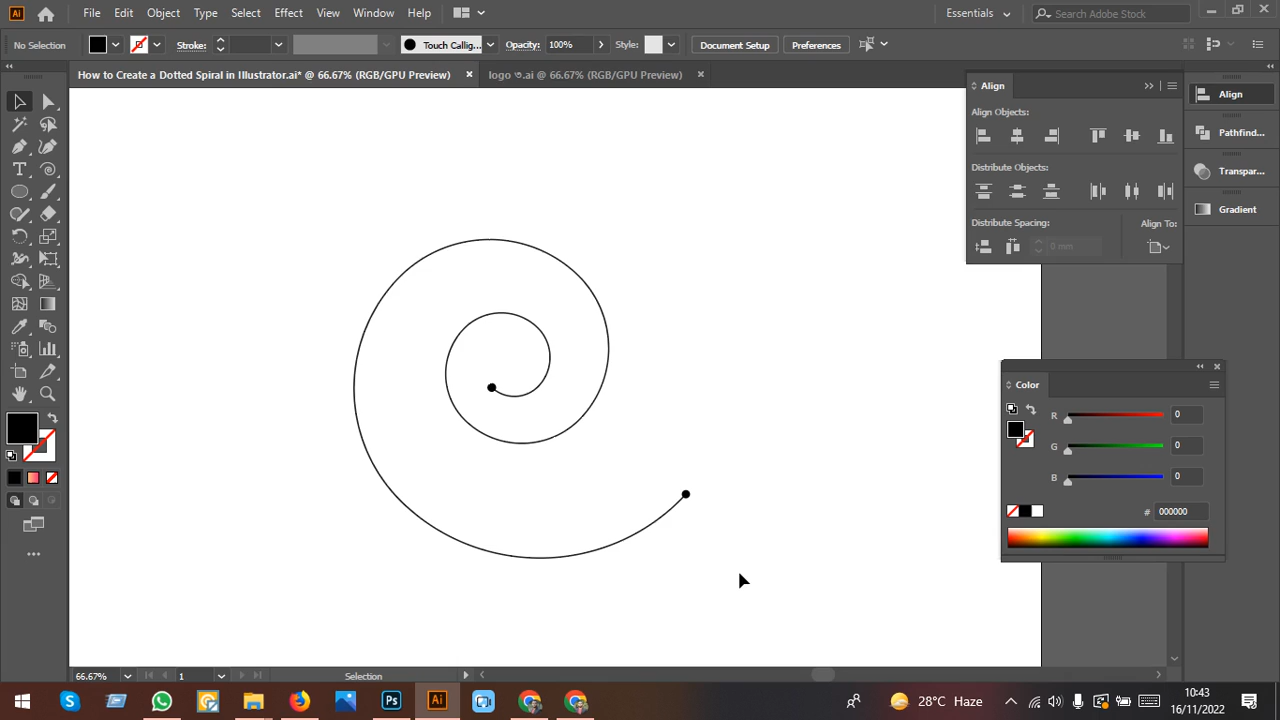 Ai File Edit Object Type Select Effect View Window Help Essentials Search Adobe Stock
No Selection Stroke: Touch Callig... Opacity: 100% Style: Document Setup Preferences
How to Create a Dotted Spiral in Illustrator.ai* @ 66.67% (RGB/GPU Preview) × .ai @ 66.67% (RGB/GPU Preview) ×
Align
Align Objects:
Distribute Objects:
Distribute Spacing: Align To:
0 mm
Align
Pathfind...
Transpar...
Gradient
T
Color
R 0
G 0
B 0
# 000000
66.67% 1 Selection
S Ps Ai 28°C Haze 10:43
16/11/2022